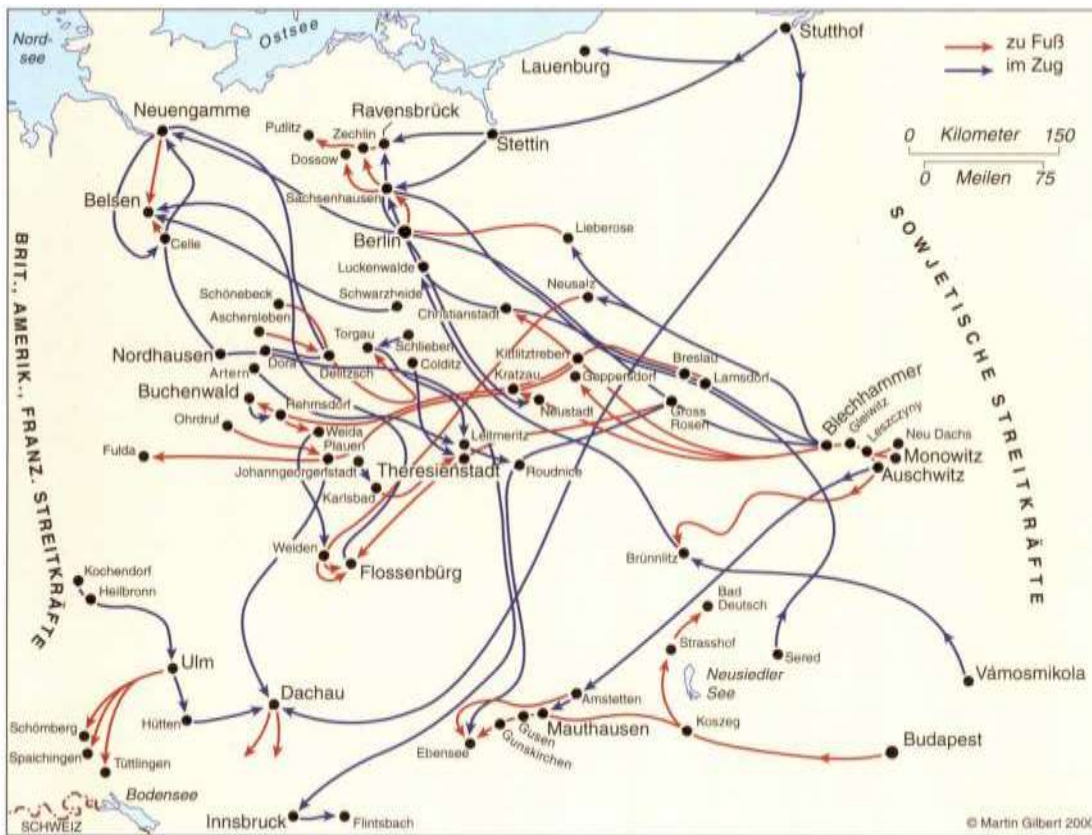 Nord-
see
Ostsee
Stutthof
Lauenburg
zu Fuß
im Zug
Neuengamme
Ravensbrück
Putlitz
Zechlin
Dossow
Stettin
0 Kilometer 150
0 Meilen 75
Sachsenhausen
Belsen
Celle
Berlin
Lieberose
Luckenwalde
Neusalz
Schönebeck
Schwarzheide
Christianstadt
Aschersleben
Torgau
Schlieben
Nordhausen
Dora
Delitzsch
Colditz
Kittlitztreben
Breslau
Artern
Kratzau
Geppersdorf
Lamsdorf
Buchenwald
Rehmsdorf
Neustadt
Gross
Rosen
Blechhammer
Gleiwitz
Leszczyny
Ohrdruf
Weida
Leitmeritz
Neu Dachs
Fulda
Plauen
Monowitz
Johanngeorgenstadt
Theresienstadt
Roudnice
Auschwitz
Karlsbad
Weiden
Flossenbürg
Brünnlitz
BRIT., AMERIK., FRANZ. STREITKRÄFTE
SOWJETISCHE STREITKRÄFTE
Kochendorf
Heilbronn
Bad
Deutsch
Strasshof
Sered
Neusiedler
See
Vámosmikola
Ulm
Dachau
Amstetten
Hütten
Schömberg
Mauthausen
Koszeg
Gusen
Gunskirchen
Ebensee
Spaichingen
Tüttlingen
Budapest
Bodensee
SCHWEIZ
Innsbruck
Flintsbach